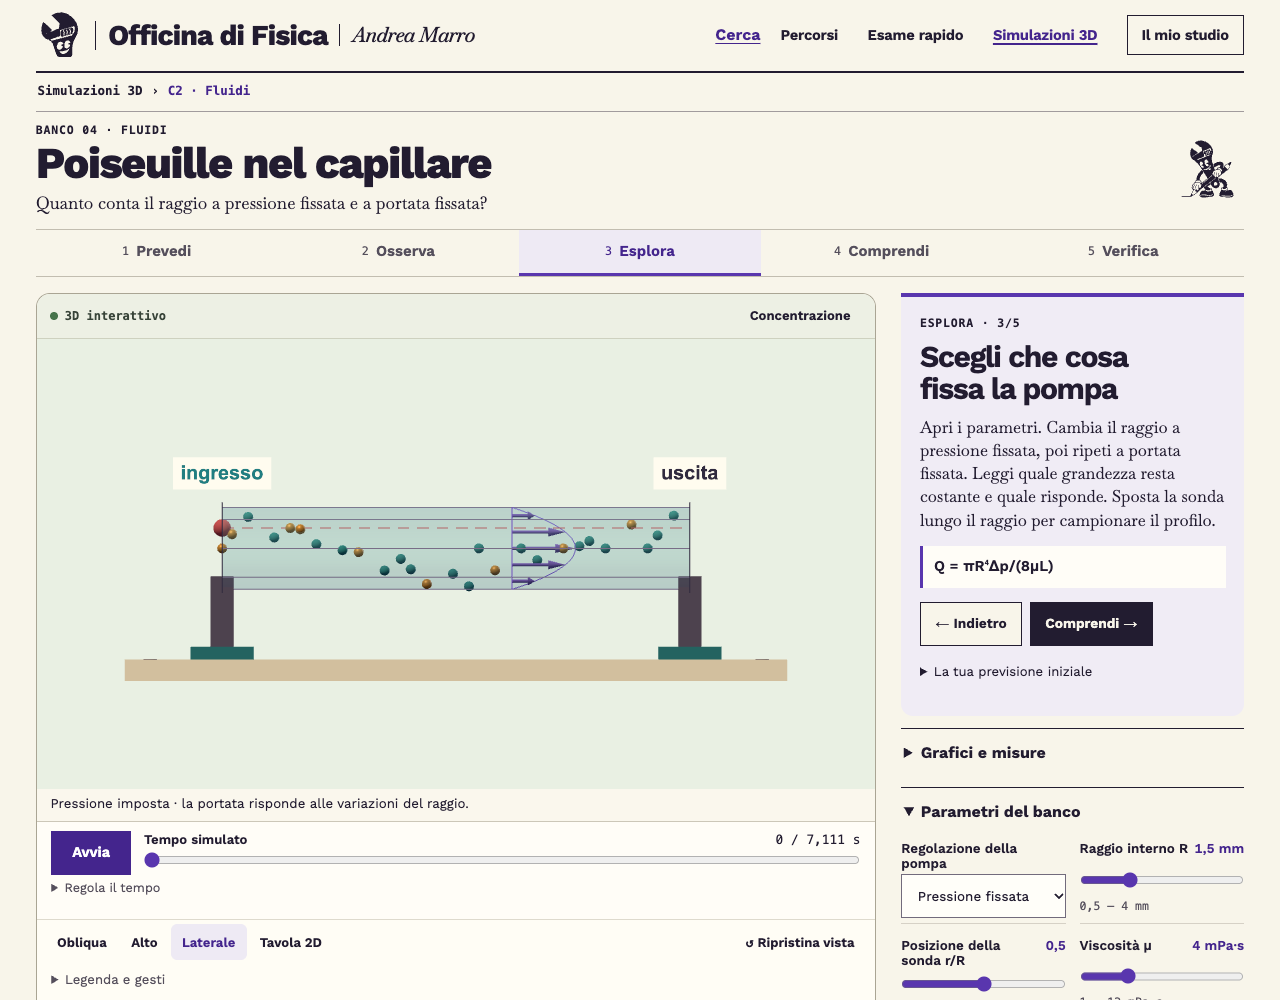 Officina di Fisica
Andrea Marro
Cerca
Percorsi
Esame rapido
Simulazioni 3D
Il mio studio
Simulazioni 3D › C2 · Fluidi
BANCO 04 · FLUIDI
Poiseuille nel capillare
Quanto conta il raggio a pressione fissata e a portata fissata?
1 Prevedi
2 Osserva
3 Esplora
4 Comprendi
5 Verifica
3D interattivo
Concentrazione
ingresso
uscita
Pressione imposta · la portata risponde alle variazioni del raggio.
Avvia
Tempo simulato
0 / 7,111 s
Regola il tempo
Obliqua
Alto
Laterale
Tavola 2D
↺ Ripristina vista
Legenda e gesti
ESPLORA · 3/5
Scegli che cosa
fissa la pompa
Apri i parametri. Cambia il raggio a
pressione fissata, poi ripeti a portata
fissata. Leggi quale grandezza resta
costante e quale risponde. Sposta la sonda
lungo il raggio per campionare il profilo.
Q = πR⁴Δp/(8μL)
← Indietro
Comprendi →
La tua previsione iniziale
Grafici e misure
Parametri del banco
Regolazione della
pompa
Pressione fissata
Raggio interno R 1,5 mm
0,5 — 4 mm
Posizione della
sonda r/R
0,5
Viscosità μ
4 mPa·s